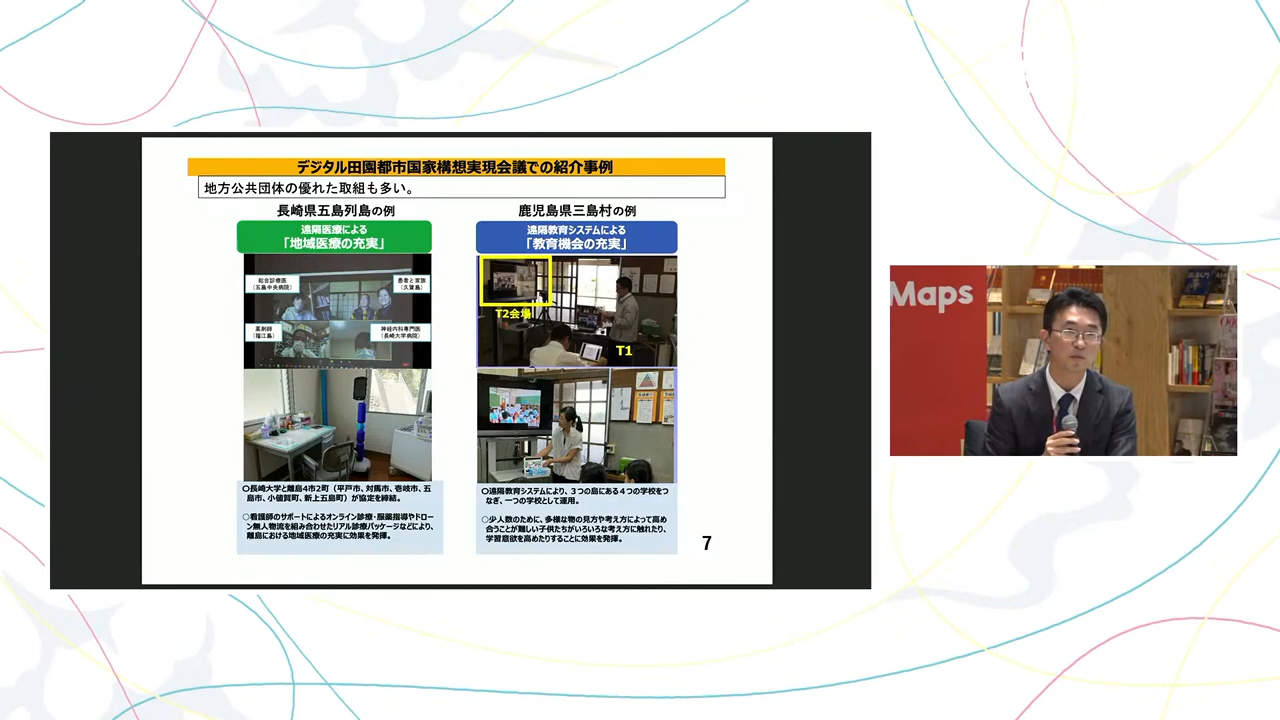 デジタル田園都市国家構想実現会議での紹介事例
地方公共団体の優れた取組も多い。
長崎県五島列島の例
遠隔医療による
「地域医療の充実」
総合診療医
(五島中央病院)
患者と家族
(久賀島)
薬剤師
(福江島)
神経内科専門医
(長崎大学病院)
〇長崎大学と離島4市2町（平戸市、対馬市、壱岐市、五
島市、小値賀町、新上五島町）が協定を締結。
〇看護師のサポートによるオンライン診療・服薬指導やドロー
ン無人物流を組み合わせたリアル診療パッケージなどにより、
離島における地域医療の充実に効果を発揮。
鹿児島県三島村の例
遠隔教育システムによる
「教育機会の充実」
T2会場
T1
〇遠隔教育システムにより、３つの島にある４つの学校をつ
なぎ、一つの学校として運用。
〇少人数のために、多様な物の見方や考え方によって高め
合うことが難しい子供たちがいろいろな考え方に触れたり、
学習意欲を高めたりすることに効果を発揮。
7
Maps